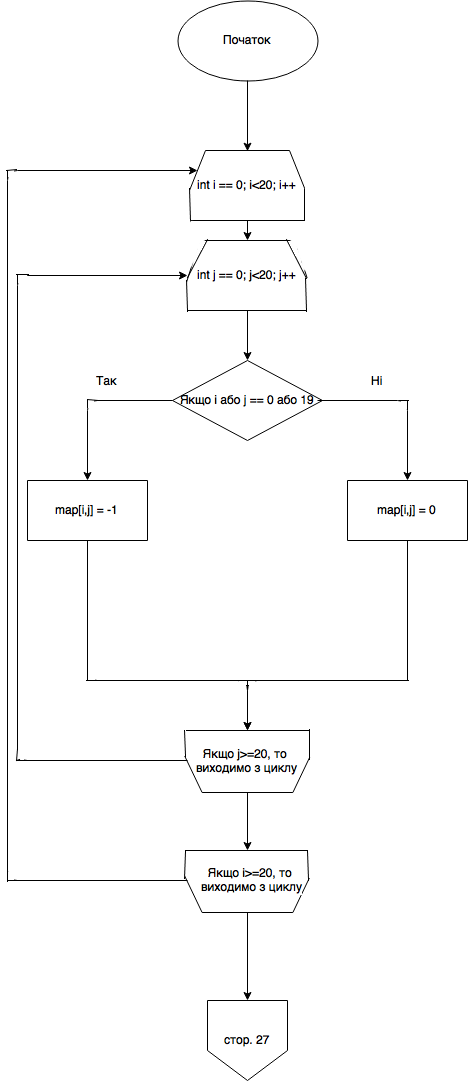 Початок
int i == 0; i<20; i++
int j == 0; j<20; j++
Так
Ні
Якщо i або j == 0 або 19
map[i,j] = -1
map[i,j] = 0
Якщо j>=20, то
виходимо з циклу
Якщо i>=20, то
виходимо з циклу
стор. 27